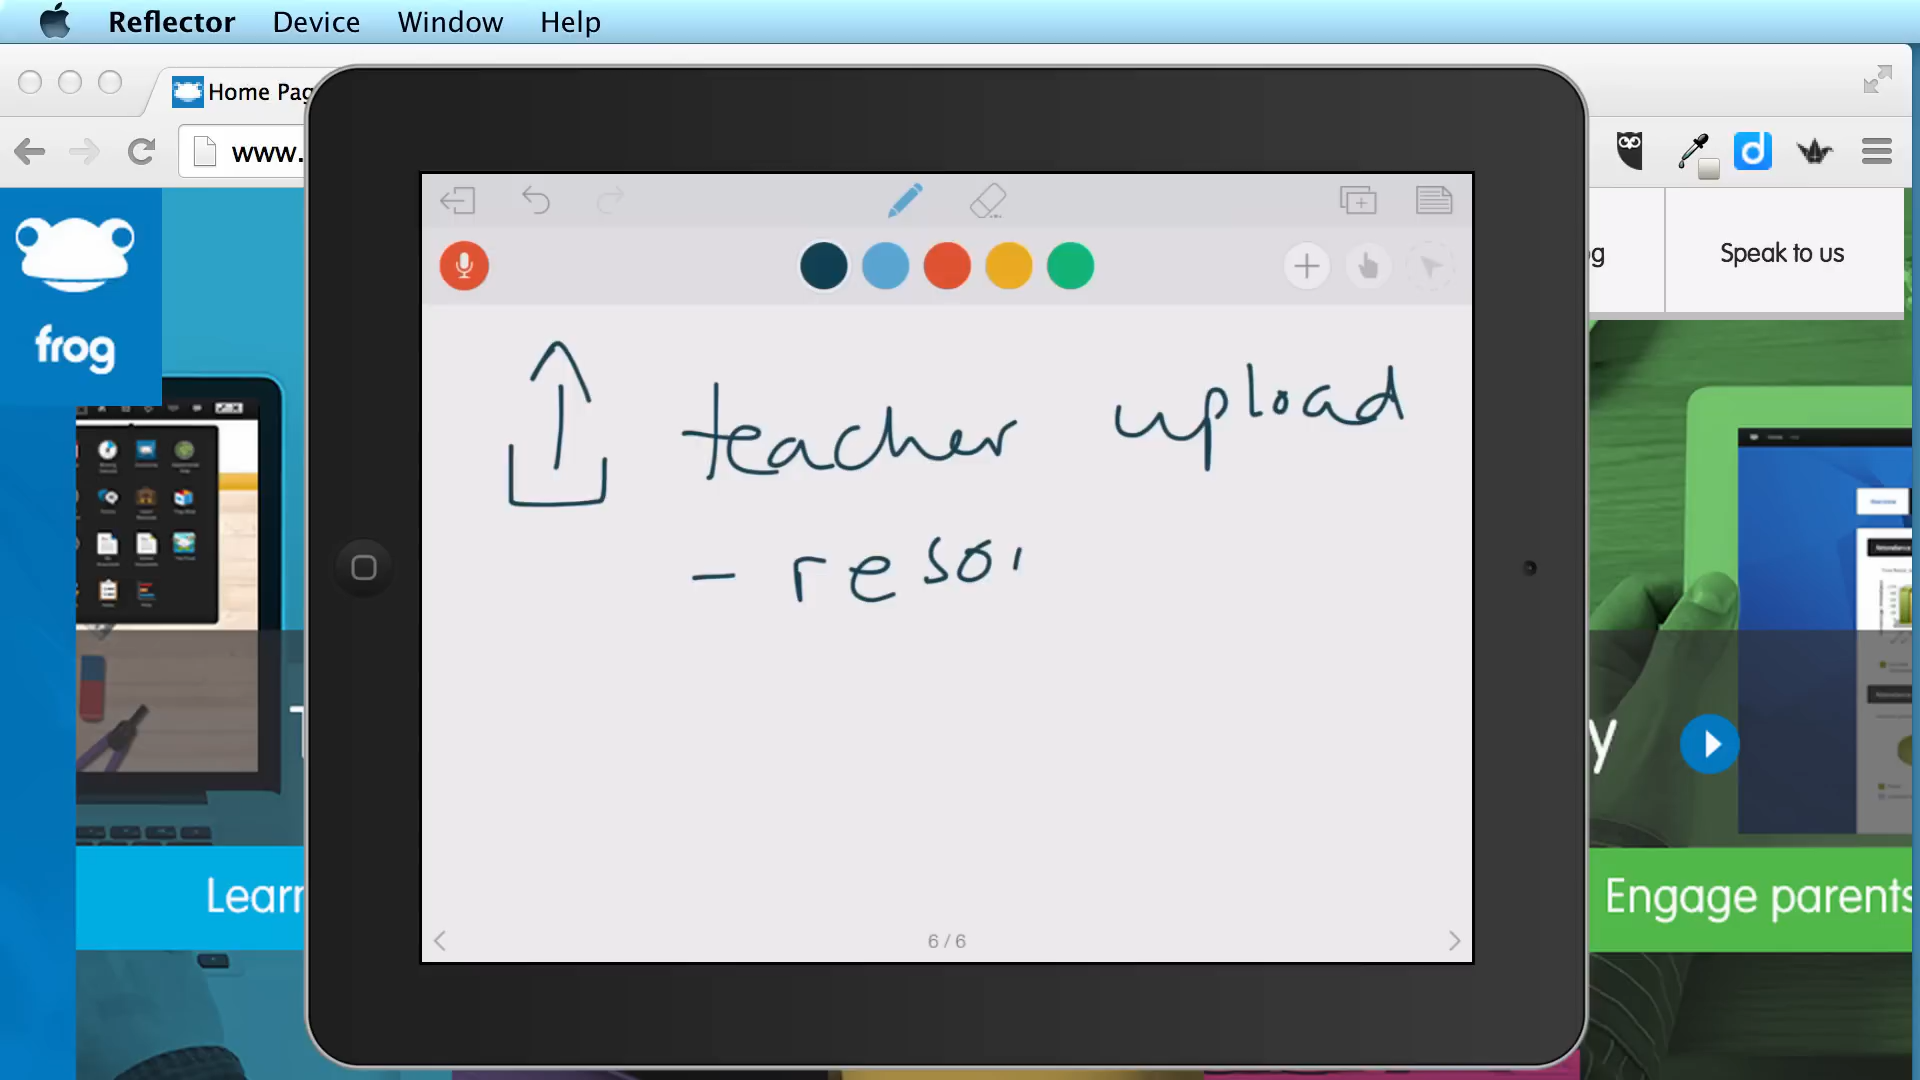 Reflector Device Window Help
Home Pag
www.
frog
og
Speak to us
teacher upload
- reso
y
Learn
Engage parents
6 / 6